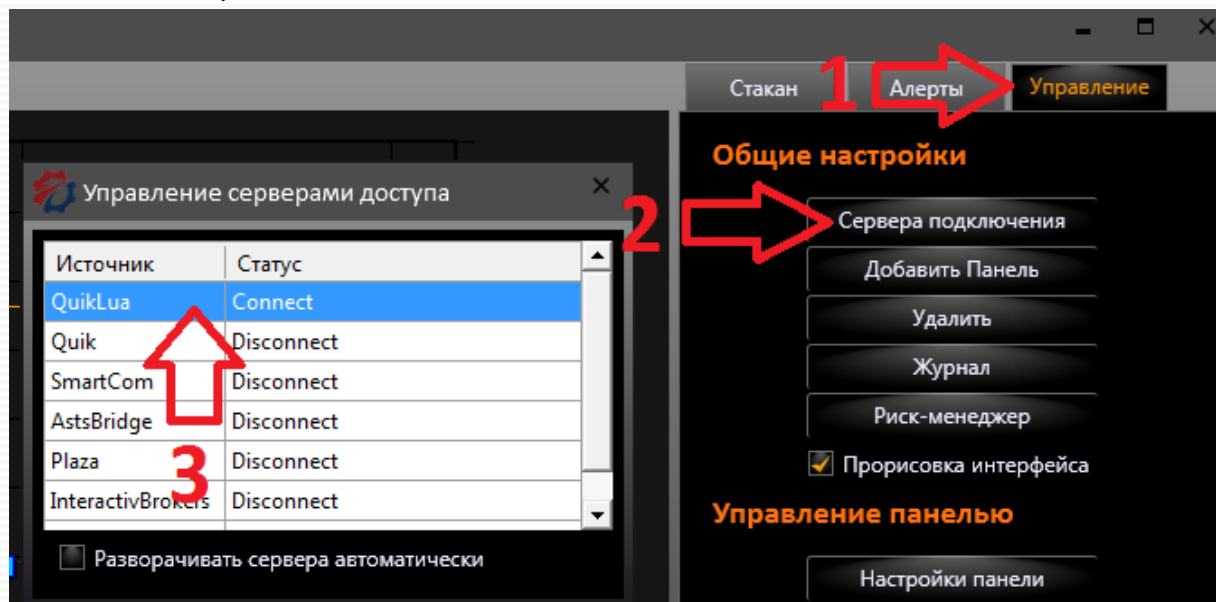 1
Стакан
Алерты
Управление
Общие настройки
2
Сервера подключения
Добавить Панель
Удалить
Журнал
Риск-менеджер
Прорисовка интерфейса
Управление панелью
Настройки панели
Управление серверами доступа
Источник Статус
QuikLua Connect
Quik Disconnect
SmartCom Disconnect
AstsBridge Disconnect
Plaza Disconnect
InteractivBrokers Disconnect
3
Разворачивать сервера автоматически